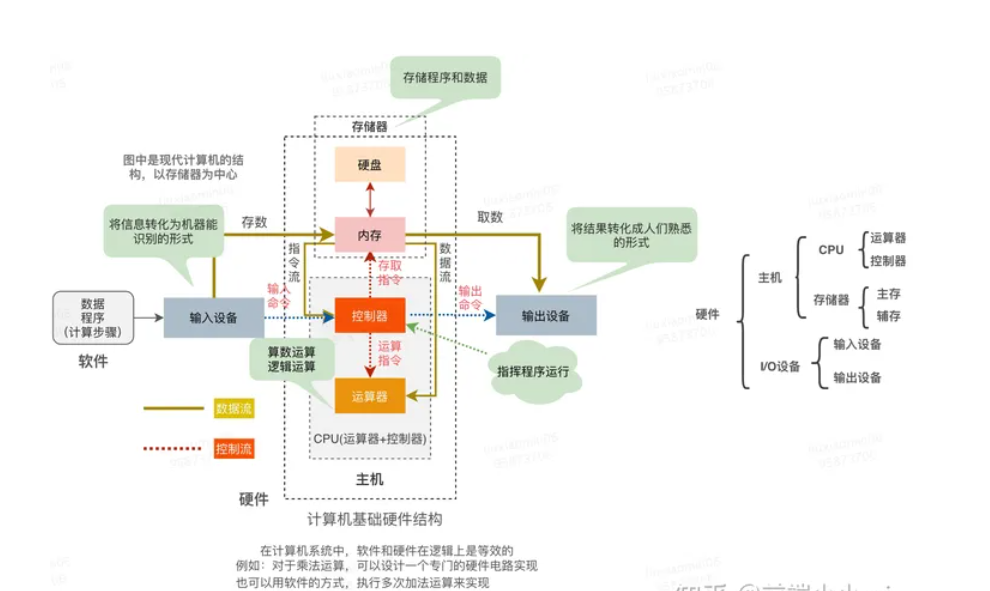 存储程序和数据
存储器
图中是现代计算机的结
构，以存储器为中心
硬盘
将信息转化为机器能
识别的形式
存数
内存
取数
将结果转化成人们熟悉
的形式
指令流
数据流
存取
指令
数据
程序
（计算步骤）
软件
输入设备
输入
命令
控制器
输出
命令
输出设备
算数运算
逻辑运算
运算
指令
指挥程序运行
运算器
CPU(运算器+控制器)
主机
数据流
控制流
硬件
计算机基础硬件结构
硬件
主机
CPU
运算器
控制器
存储器
主存
辅存
I/O设备
输入设备
输出设备
在计算机系统中，软件和硬件在逻辑上是等效的
例如：对于乘法运算，可以设计一个专门的硬件电路实现
也可以用软件的方式，执行多次加法运算来实现